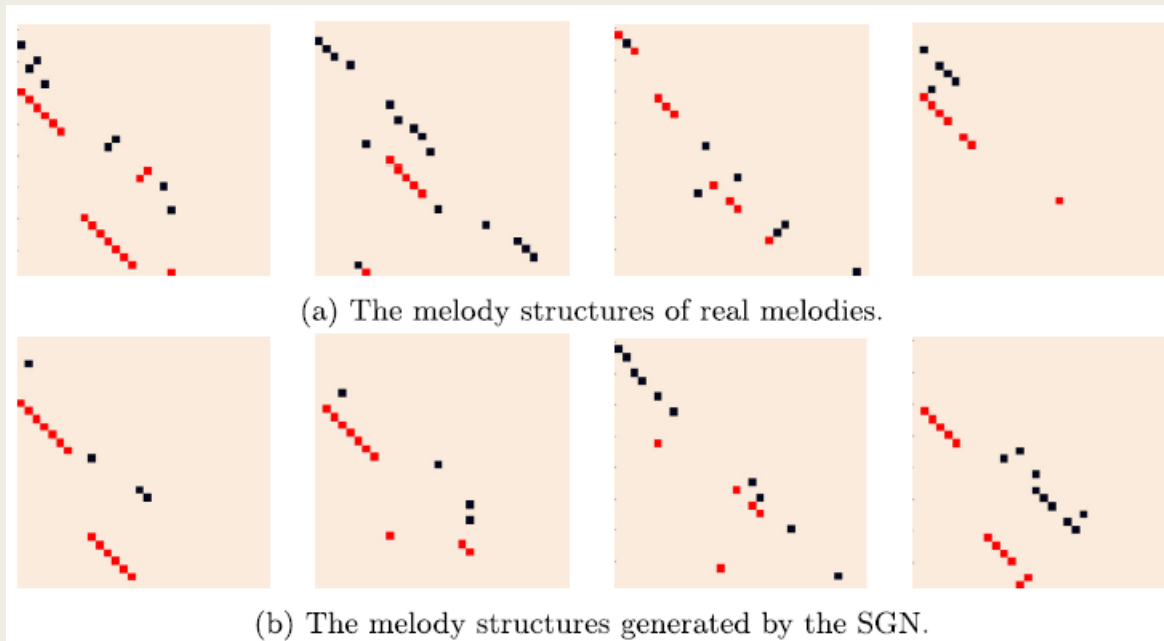 (a) The melody structures of real melodies.
(b) The melody structures generated by the SGN.